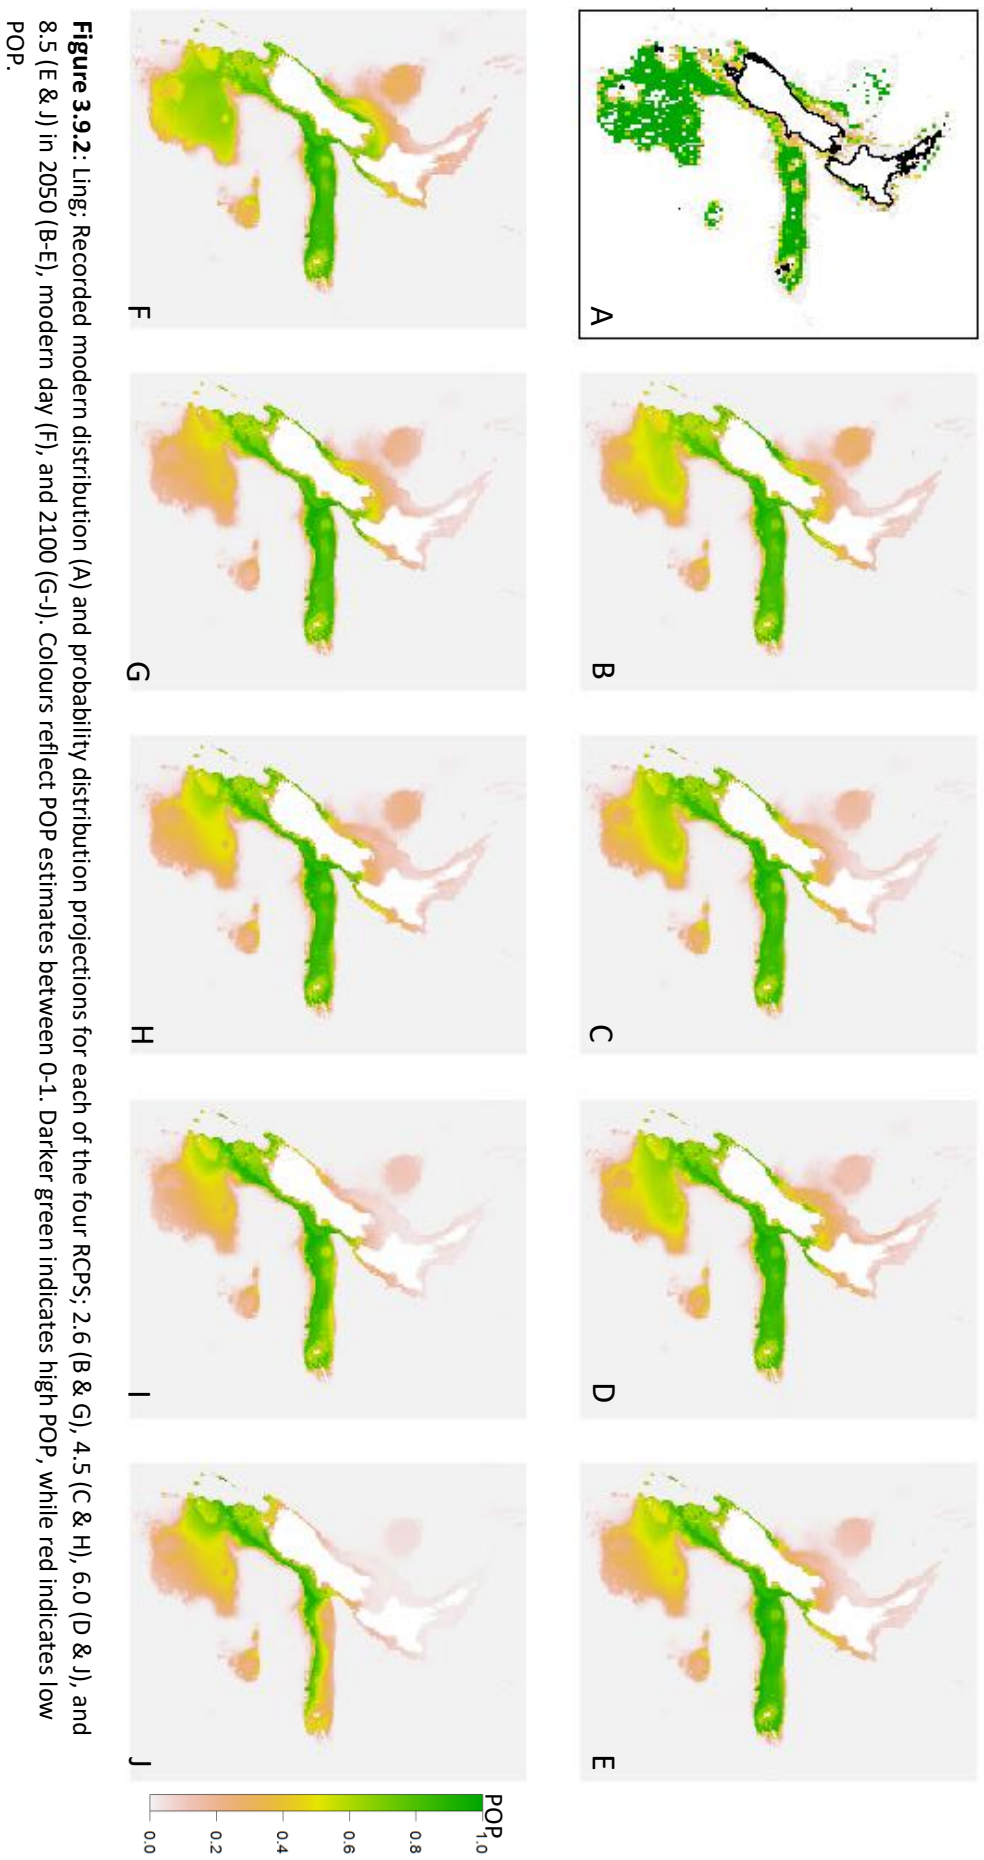 A
B
C
D
E
F
G
H
I
J
POP
1.0
0.8
0.6
0.4
0.2
0.0
Figure 3.9.2: Ling; Recorded modern distribution (A) and probability distribution projections for each of the four RCPS; 2.6 (B & G), 4.5 (C & H), 6.0 (D & J), and
8.5 (E & J) in 2050 (B-E), modern day (F), and 2100 (G-J). Colours reflect POP estimates between 0-1. Darker green indicates high POP, while red indicates low
POP.